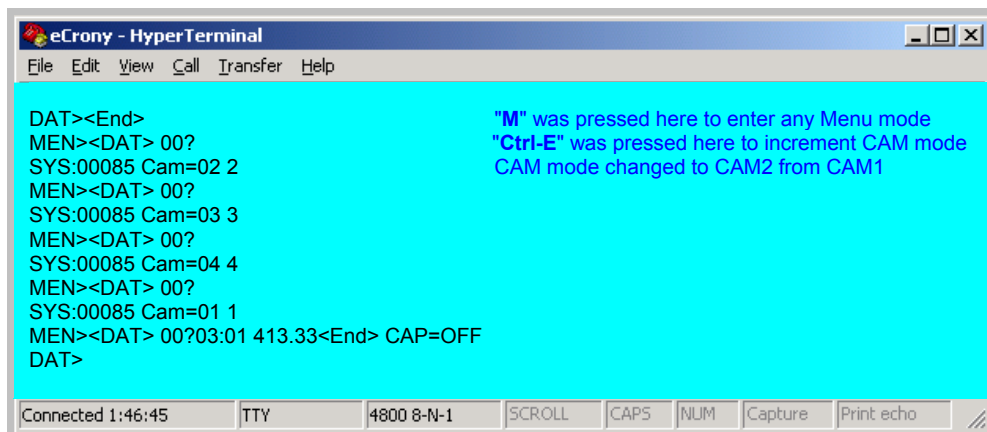 eCrony - HyperTerminal
File Edit View Call Transfer Help
DAT><End> "M" was pressed here to enter any Menu mode
MEN><DAT> 00? "Ctrl-E" was pressed here to increment CAM mode
SYS:00085 Cam=02 2 CAM mode changed to CAM2 from CAM1
MEN><DAT> 00?
SYS:00085 Cam=03 3
MEN><DAT> 00?
SYS:00085 Cam=04 4
MEN><DAT> 00?
SYS:00085 Cam=01 1
MEN><DAT> 00?03:01 413.33<End> CAP=OFF
DAT>
Connected 1:46:45 TTY 4800 8-N-1 SCROLL CAPS NUM Capture Print echo